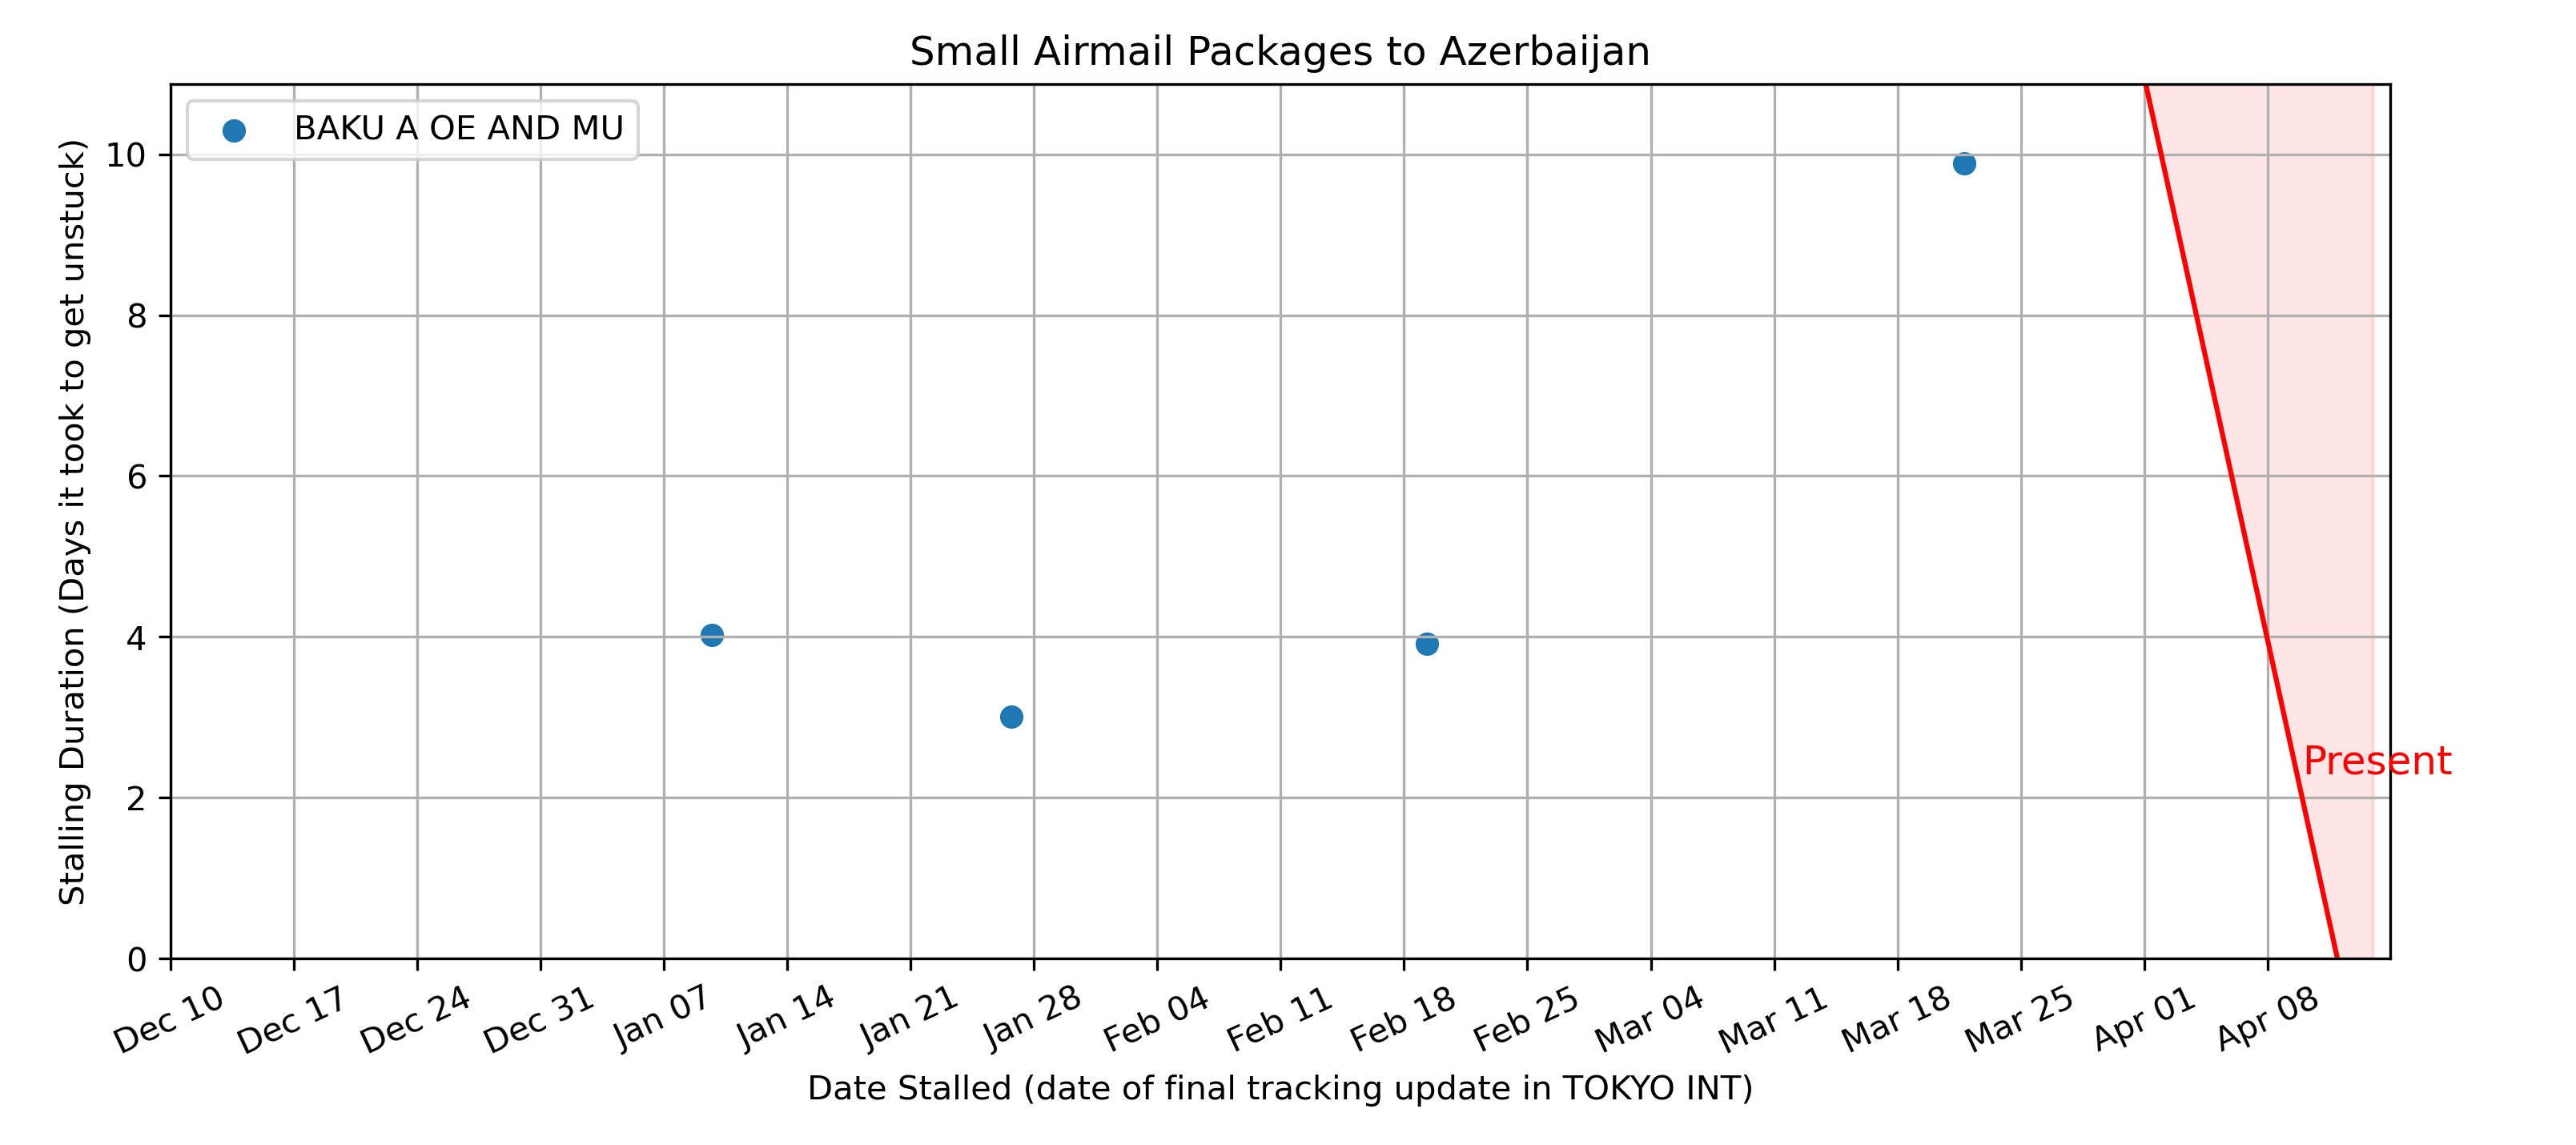 Small Airmail Packages to Azerbaijan
BAKU A OE AND MU
Stalling Duration (Days it took to get unstuck)
10
8
6
4
2
0
Present
Dec 10
Dec 17
Dec 24
Dec 31
Jan 07
Jan 14
Jan 21
Jan 28
Feb 04
Feb 11
Feb 18
Feb 25
Mar 04
Mar 11
Mar 18
Mar 25
Apr 01
Apr 08
Date Stalled (date of final tracking update in TOKYO INT)